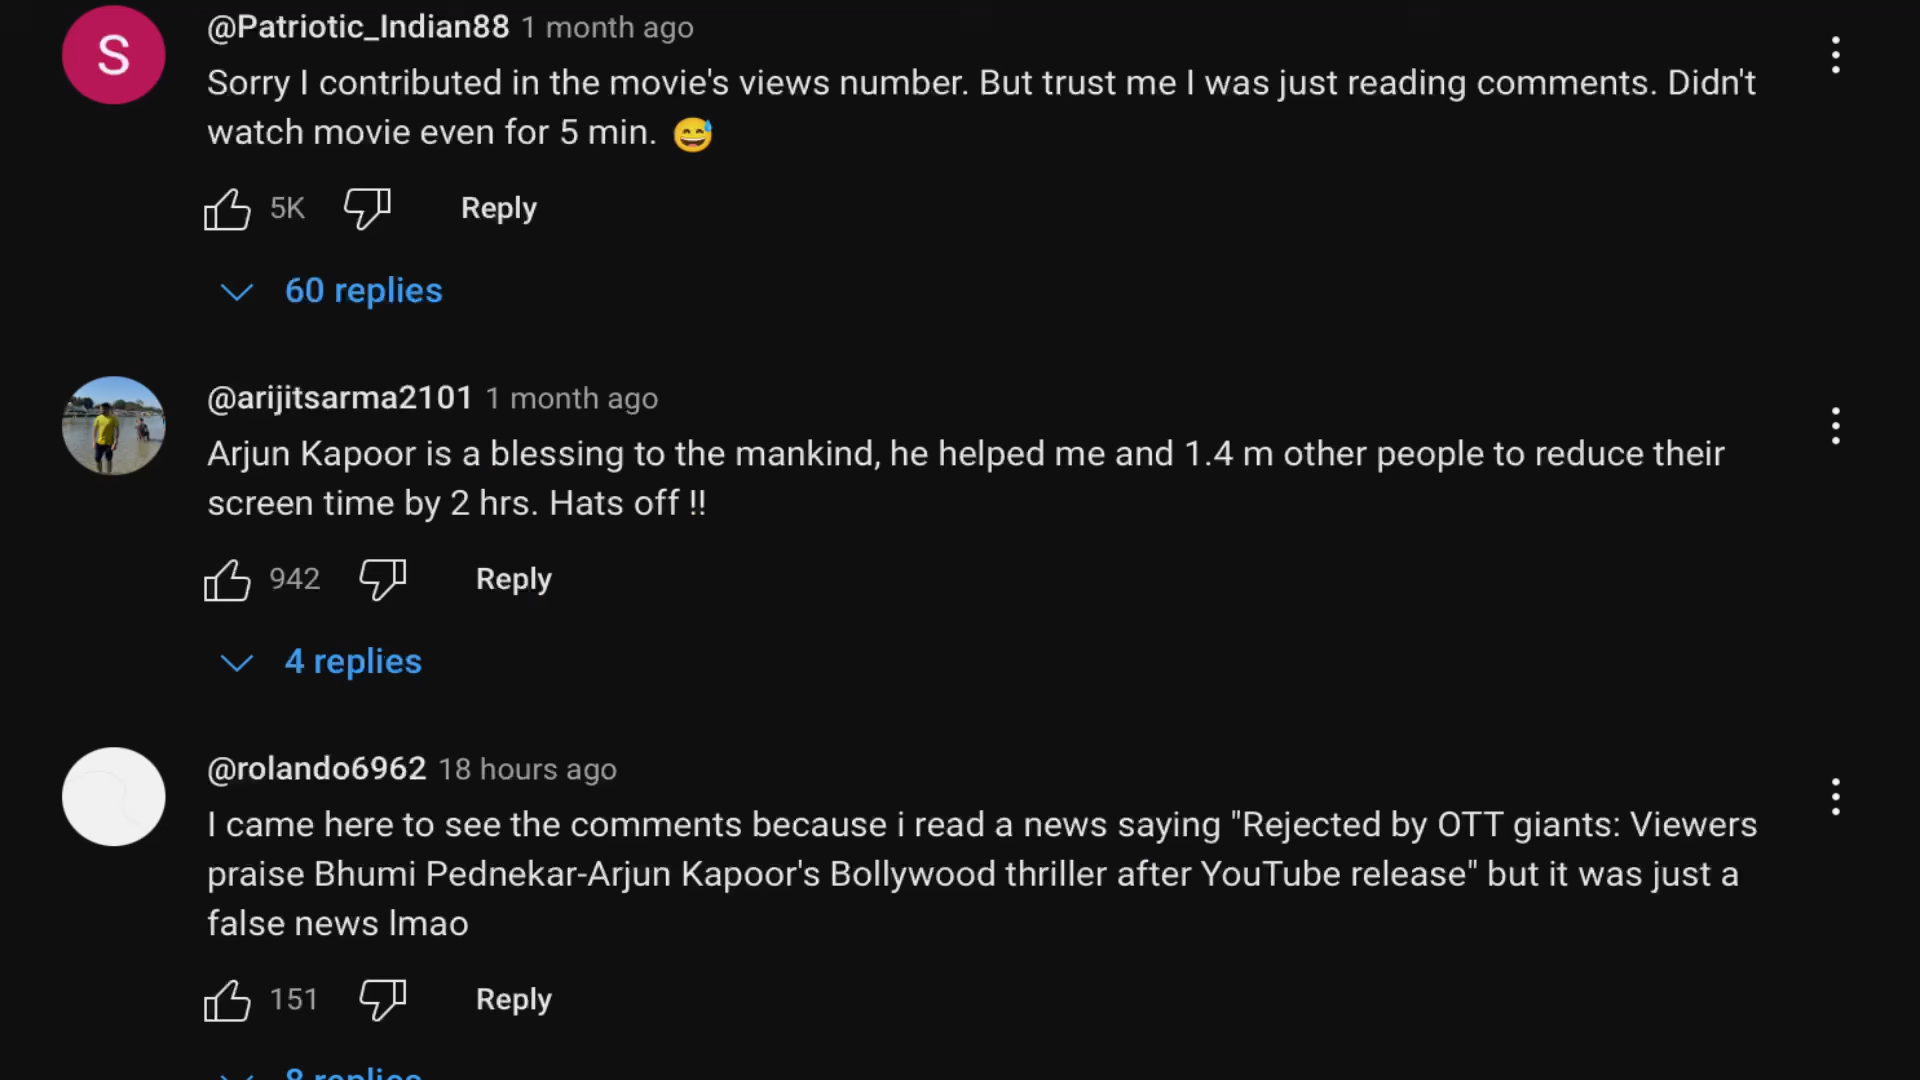 S
@Patriotic_Indian88 1 month ago
Sorry I contributed in the movie's views number. But trust me I was just reading comments. Didn't
watch movie even for 5 min. 😅
5K Reply
60 replies
@arijitsarma2101 1 month ago
Arjun Kapoor is a blessing to the mankind, he helped me and 1.4 m other people to reduce their
screen time by 2 hrs. Hats off !!
942 Reply
4 replies
@rolando6962 18 hours ago
I came here to see the comments because i read a news saying "Rejected by OTT giants: Viewers
praise Bhumi Pednekar-Arjun Kapoor's Bollywood thriller after YouTube release" but it was just a
false news lmao
151 Reply
8 replies